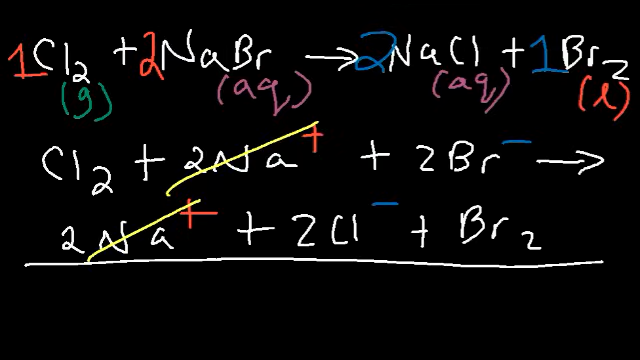 1Cl₂ + 2NaBr → 2NaCl + 1Br₂
(g) (aq) (aq) (l)
Cl₂ + 2Na⁺ + 2Br⁻ →
2Na⁺ + 2Cl⁻ + Br₂